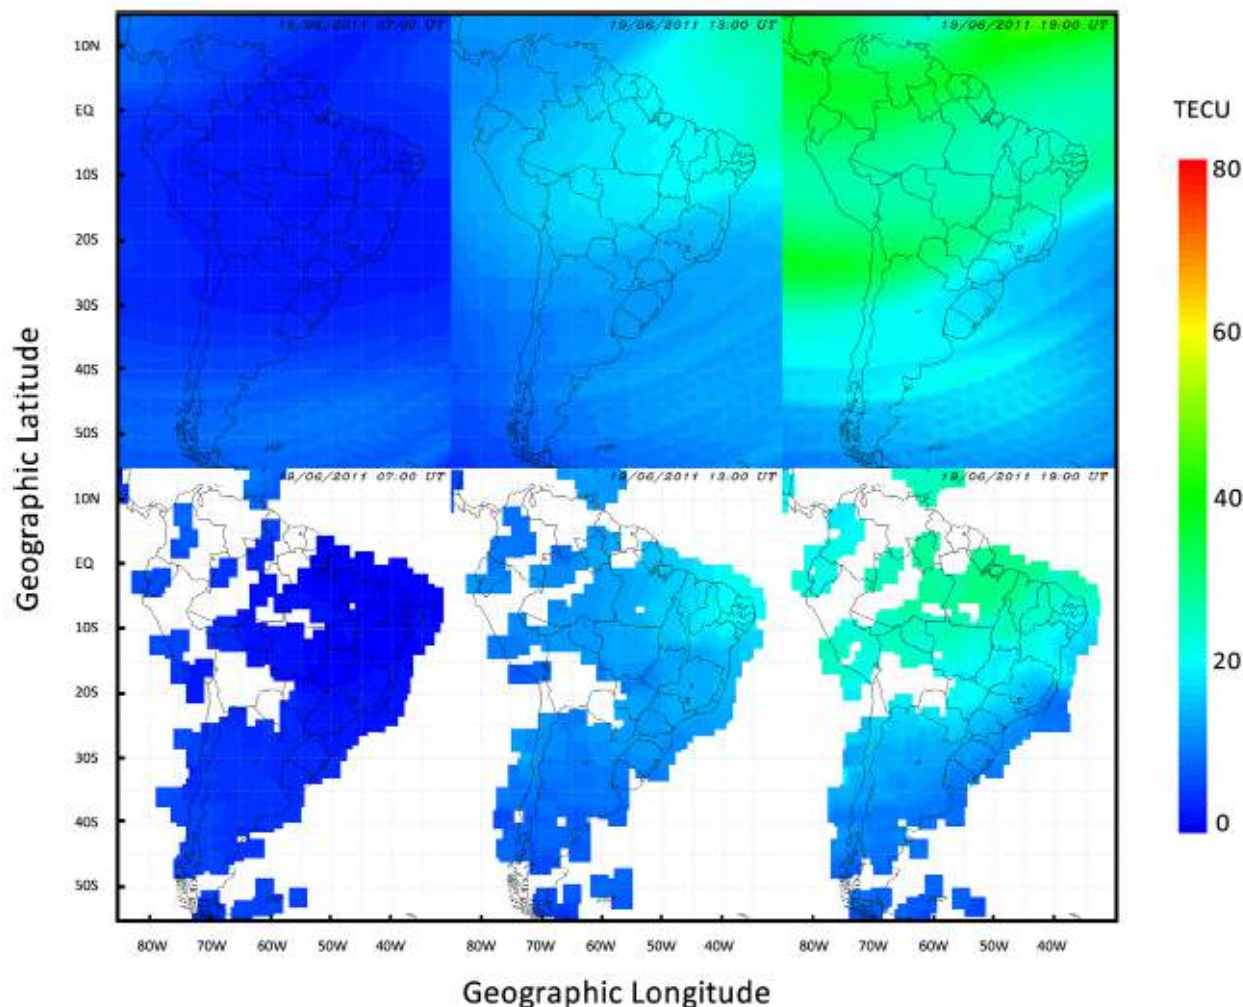 19/06/2011 07:00 UT
19/06/2011 13:00 UT
19/06/2011 19:00 UT
10N
EQ
10S
20S
30S
40S
50S
TECU
80
60
40
20
0
Geographic Latitude
19/06/2011 07:00 UT
19/06/2011 13:00 UT
19/06/2011 19:00 UT
10N
EQ
10S
20S
30S
40S
50S
80W 70W 60W 50W 40W 80W 70W 60W 50W 40W 80W 70W 60W 50W 40W
Geographic Longitude